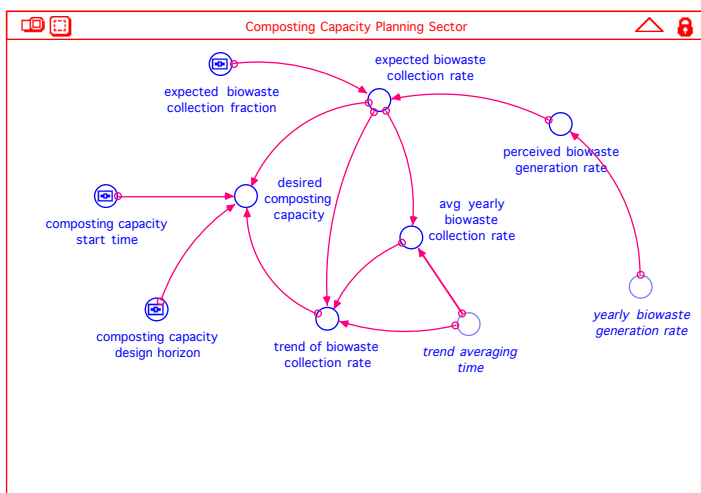 Composting Capacity Planning Sector
expected biowaste
collection rate
expected biowaste
collection fraction
perceived biowaste
generation rate
desired
composting
capacity
avg yearly
biowaste
collection rate
composting capacity
start time
yearly biowaste
generation rate
composting capacity
design horizon
trend of biowaste
collection rate
trend averaging
time